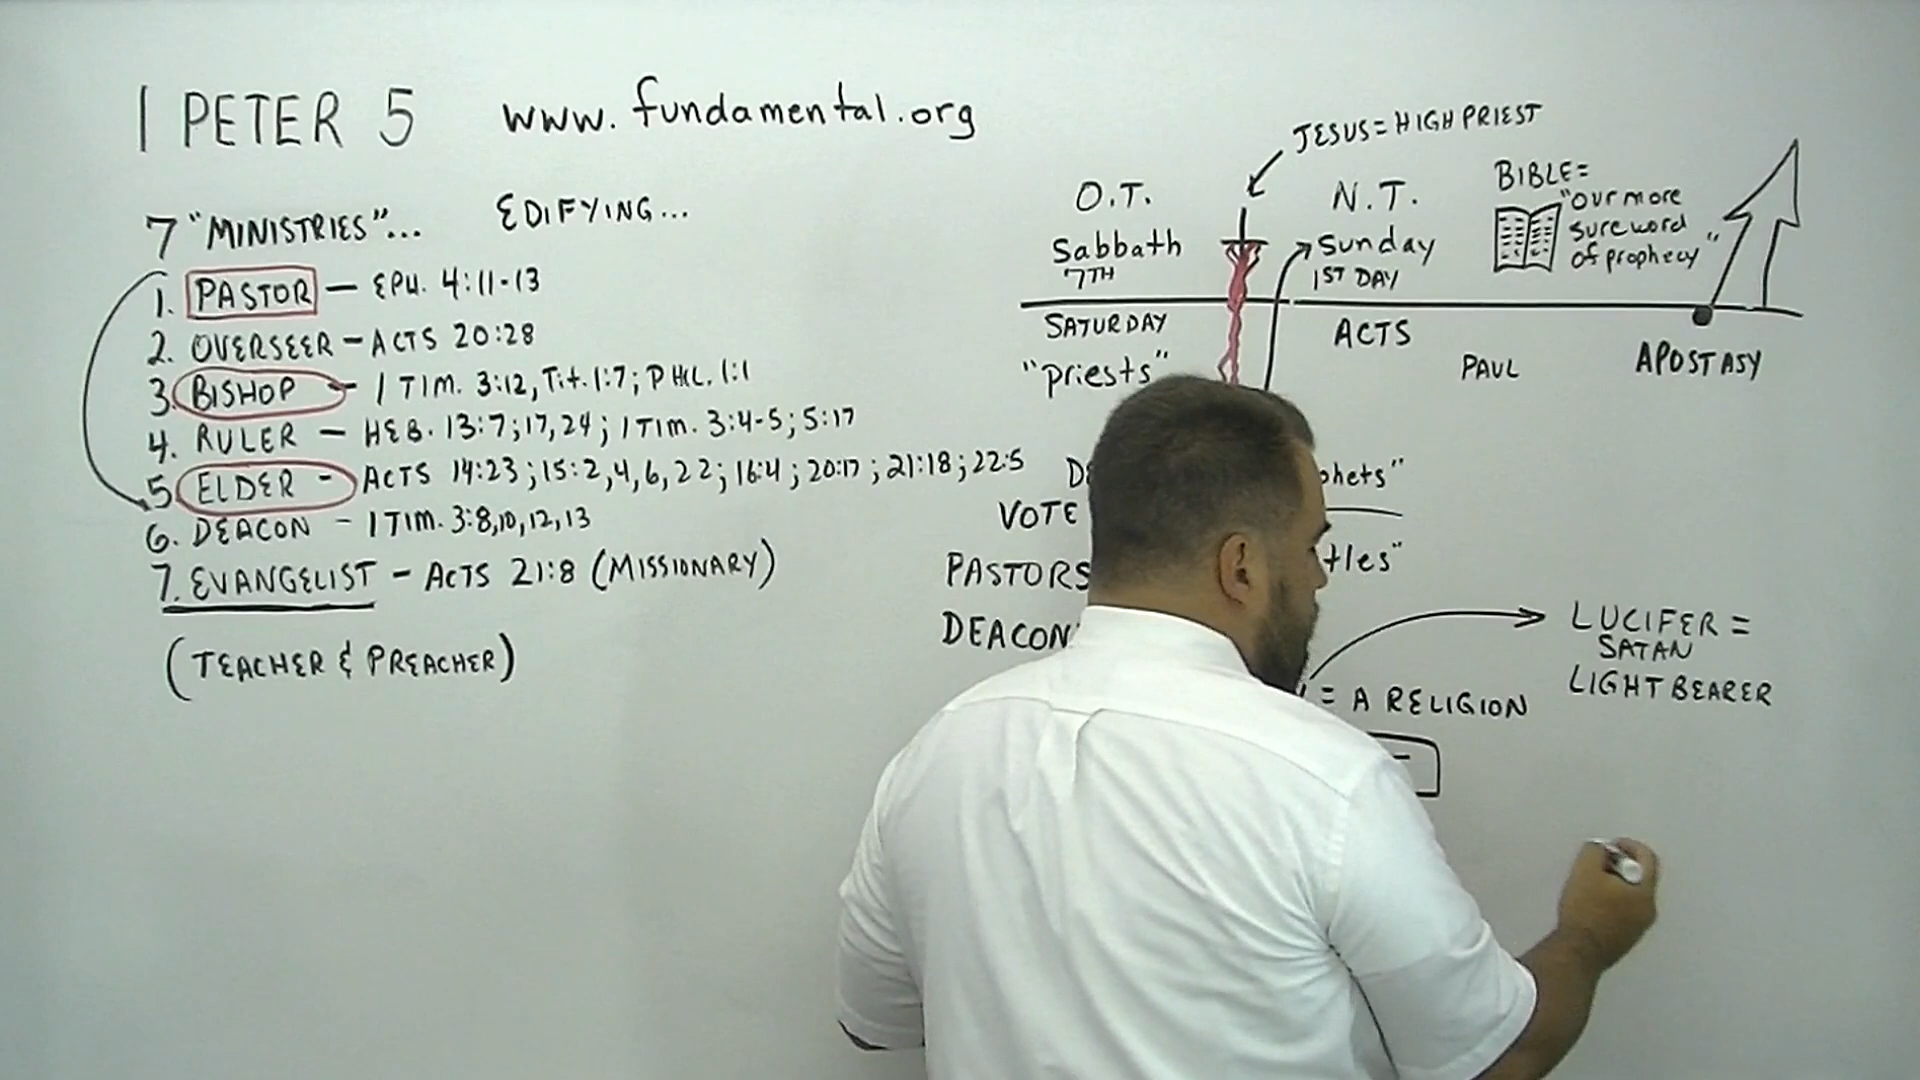 1 PETER 5 www.fundamental.org
7 "MINISTRIES"... EDIFYING...
1. PASTOR — EPH. 4:11-13
2. OVERSEER — ACTS 20:28
3. BISHOP — 1 TIM. 3:12, Tit. 1:7; PHIL. 1:1
4. RULER — HEB. 13:7;17,24; 1 TIM. 3:4-5; 5:17
5. ELDER - ACTS 14:23; 15:2,4,6,22; 16:4; 20:17; 21:18; 22:5
6. DEACON - 1 TIM. 3:8,10,12,13
7. EVANGELIST - ACTS 21:8 (MISSIONARY)
(TEACHER & PREACHER)
JESUS = HIGH PRIEST
O.T. N.T.
Sabbath Sunday
7TH 1ST DAY
BIBLE =
"our more
sure word
of prophecy"
SATURDAY ACTS
"priests" PAUL APOSTASY
VOTE
PASTORS
DEACON
= A RELIGION
LUCIFER =
SATAN
LIGHT BEARER